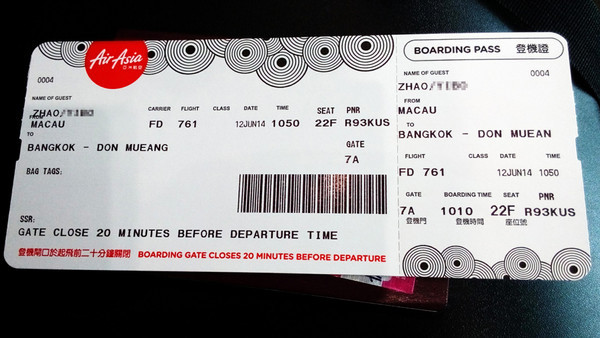 AirAsia
0004
NAME OF GUEST
ZHAO/
FROM
MACAU
TO
BANGKOK - DON MUEANG
BAG TAGS:
CARRIER FLIGHT CLASS DATE TIME SEAT PNR
FD 761 12JUN14 1050 22F R93KUS
GATE
7A
SSR:
GATE CLOSE 20 MINUTES BEFORE DEPARTURE TIME
登機閘口於起飛前二十分鐘關閉 BOARDING GATE CLOSES 20 MINUTES BEFORE DEPARTURE
BOARDING PASS 登機證
NAME OF GUEST 0004
ZHAO/
FROM
MACAU
TO
BANGKOK - DON MUEAN
FLIGHT CLASS DATE TIME
FD 761 12JUN14 1050
GATE BOARDING TIME SEAT PNR
7A 1010 22F R93KUS
登機門 登機時間 座位號